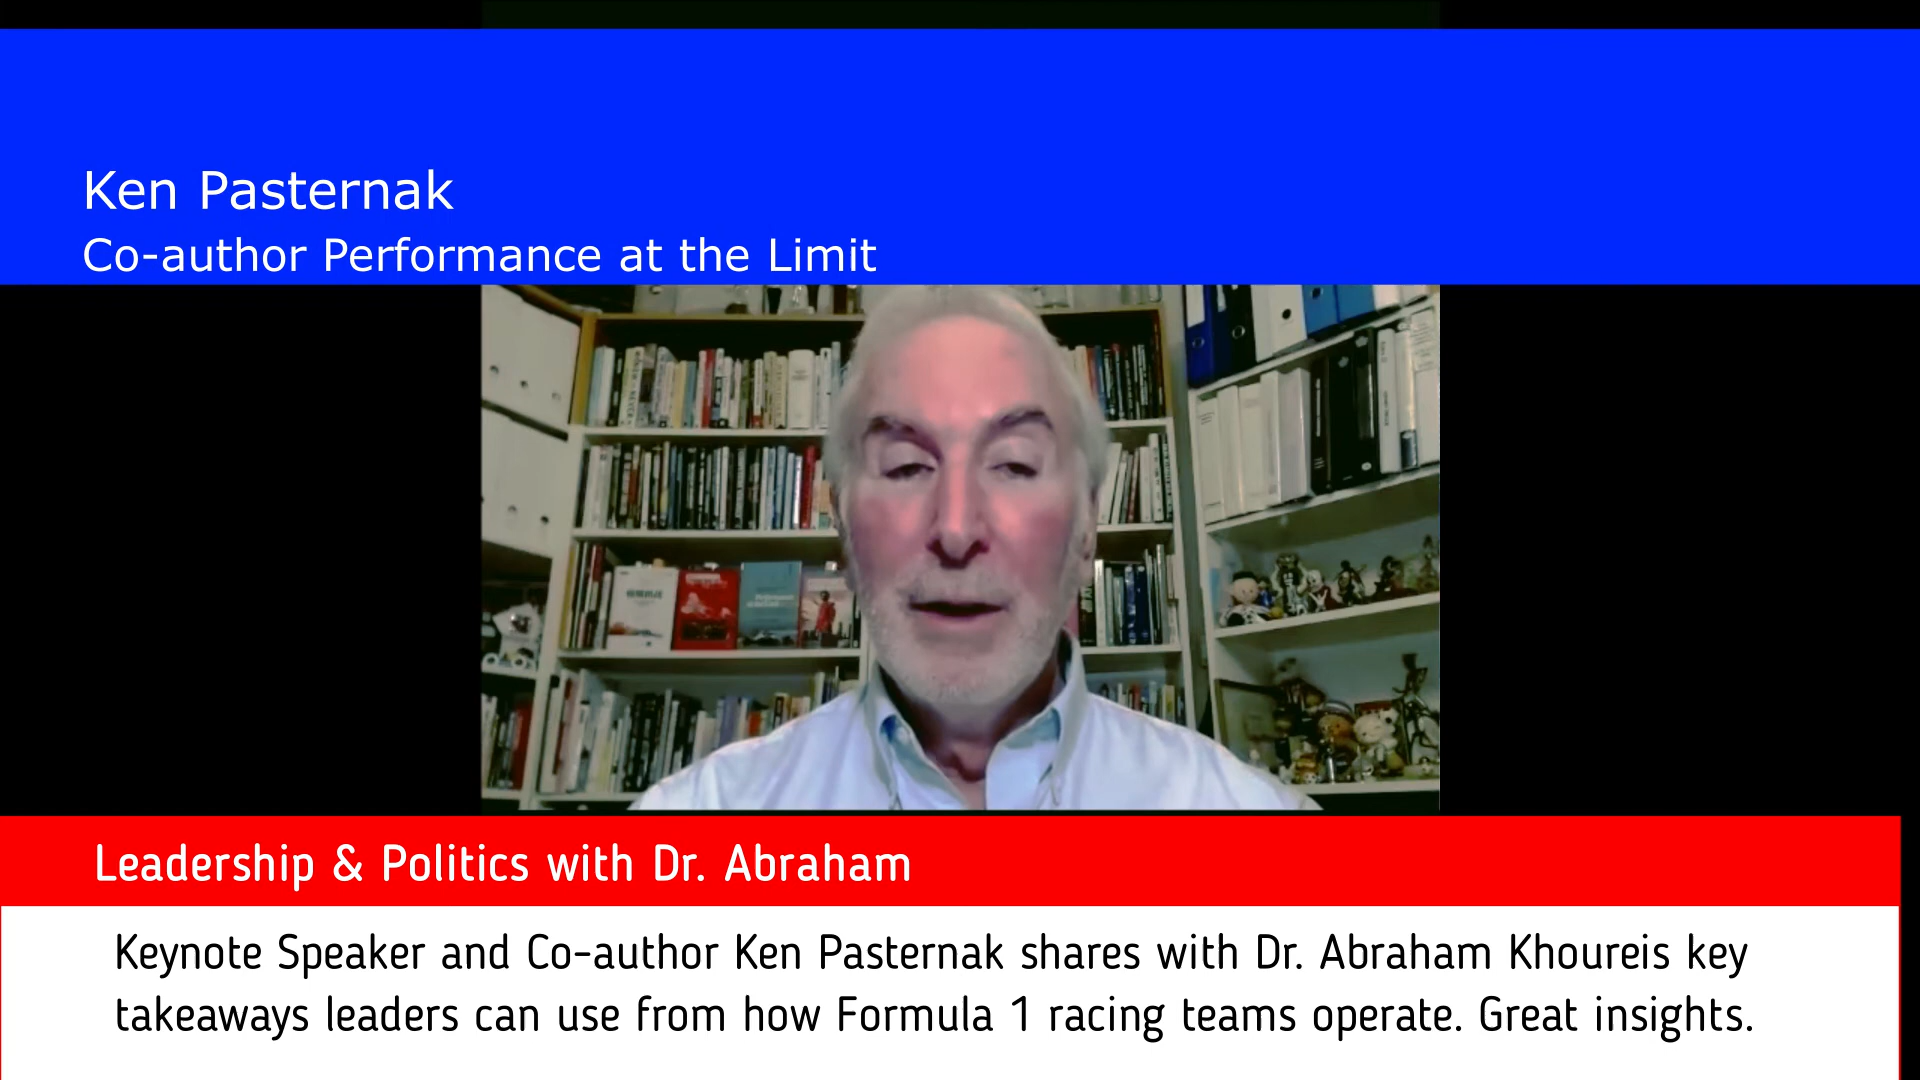 Ken Pasternak
Co-author Performance at the Limit
Leadership & Politics with Dr. Abraham
Keynote Speaker and Co-author Ken Pasternak shares with Dr. Abraham Khoureis key
takeaways leaders can use from how Formula 1 racing teams operate. Great insights.